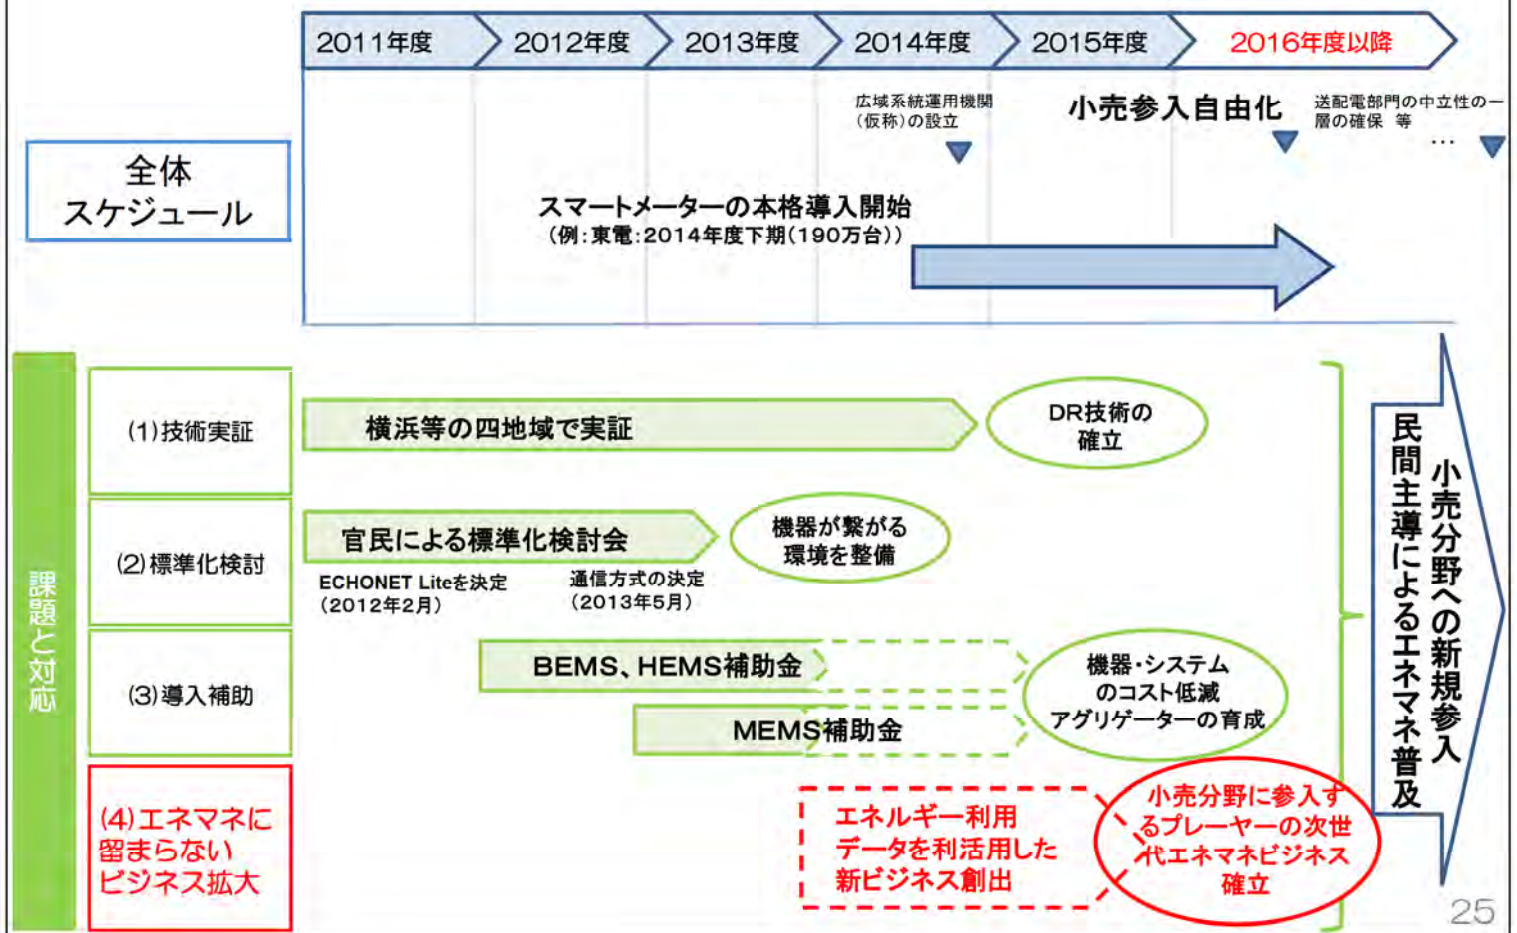 2011年度
2012年度
2013年度
2014年度
2015年度
2016年度以降
広域系統運用機関
(仮称)の設立
小売参入自由化
送配電部門の中立性の一
層の確保 等
…
全体
スケジュール
スマートメーターの本格導入開始
(例:東電:2014年度下期(190万台))
課題と対応
(1)技術実証
横浜等の四地域で実証
DR技術の
確立
(2)標準化検討
官民による標準化検討会
ECHONET Liteを決定
(2012年2月)
通信方式の決定
(2013年5月)
機器が繋がる
環境を整備
(3)導入補助
BEMS、HEMS補助金
MEMS補助金
機器・システム
のコスト低減
アグリゲーターの育成
(4)エネマネに
留まらない
ビジネス拡大
エネルギー利用
データを利活用した
新ビジネス創出
小売分野に参入す
るプレーヤーの次世
代エネマネビジネス
確立
小売分野への新規参入
民間主導によるエネマネ普及
25